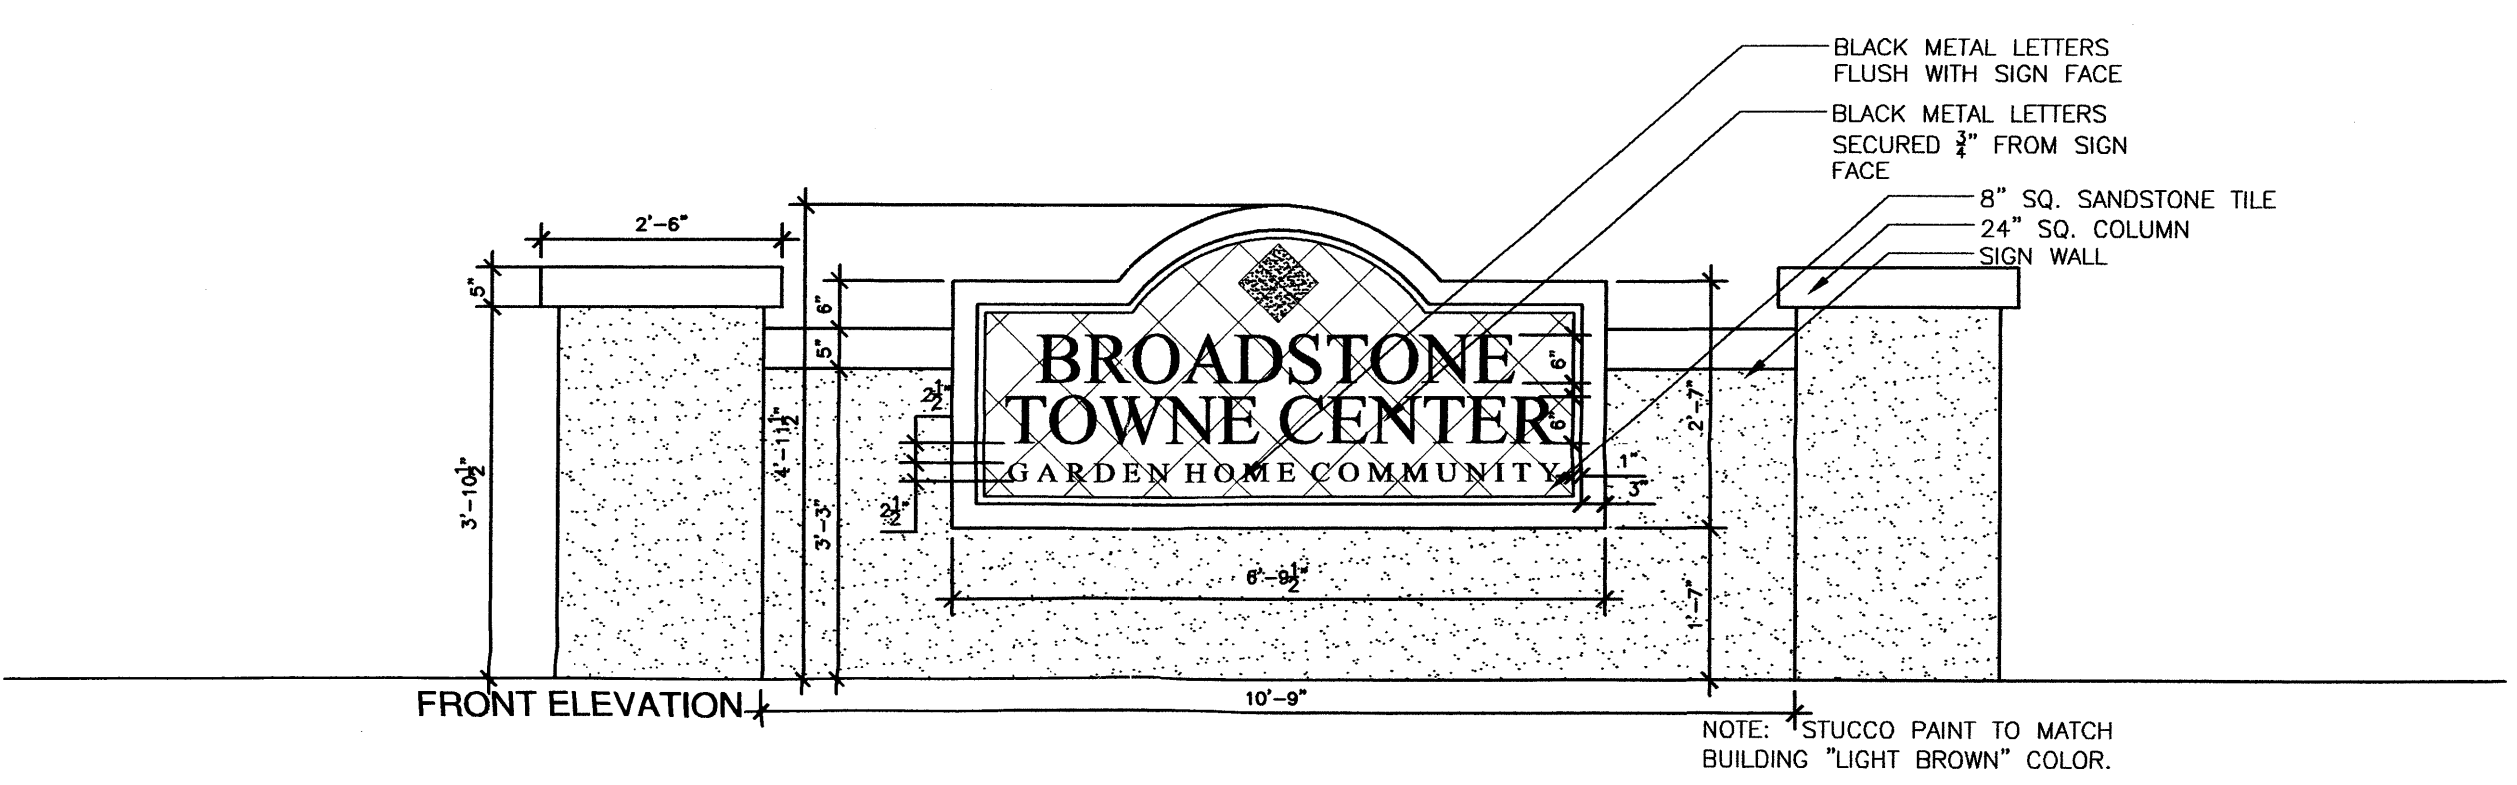 BLACK METAL LETTERS
FLUSH WITH SIGN FACE
BLACK METAL LETTERS
SECURED 3/4" FROM SIGN
FACE
8" SQ. SANDSTONE TILE
24" SQ. COLUMN
SIGN WALL
2'-6"
5"
6"
5"
BROADSTONE
TOWNE CENTER
GARDEN HOME COMMUNITY
6"
6"
2 1/2"
2 1/2"
1"
3"
2'-7"
4'-11 1/2"
3'-10 1/2"
3'-3"
6'-9 1/2"
1'-7"
FRONT ELEVATION
10'-9"
NOTE: STUCCO PAINT TO MATCH
BUILDING "LIGHT BROWN" COLOR.